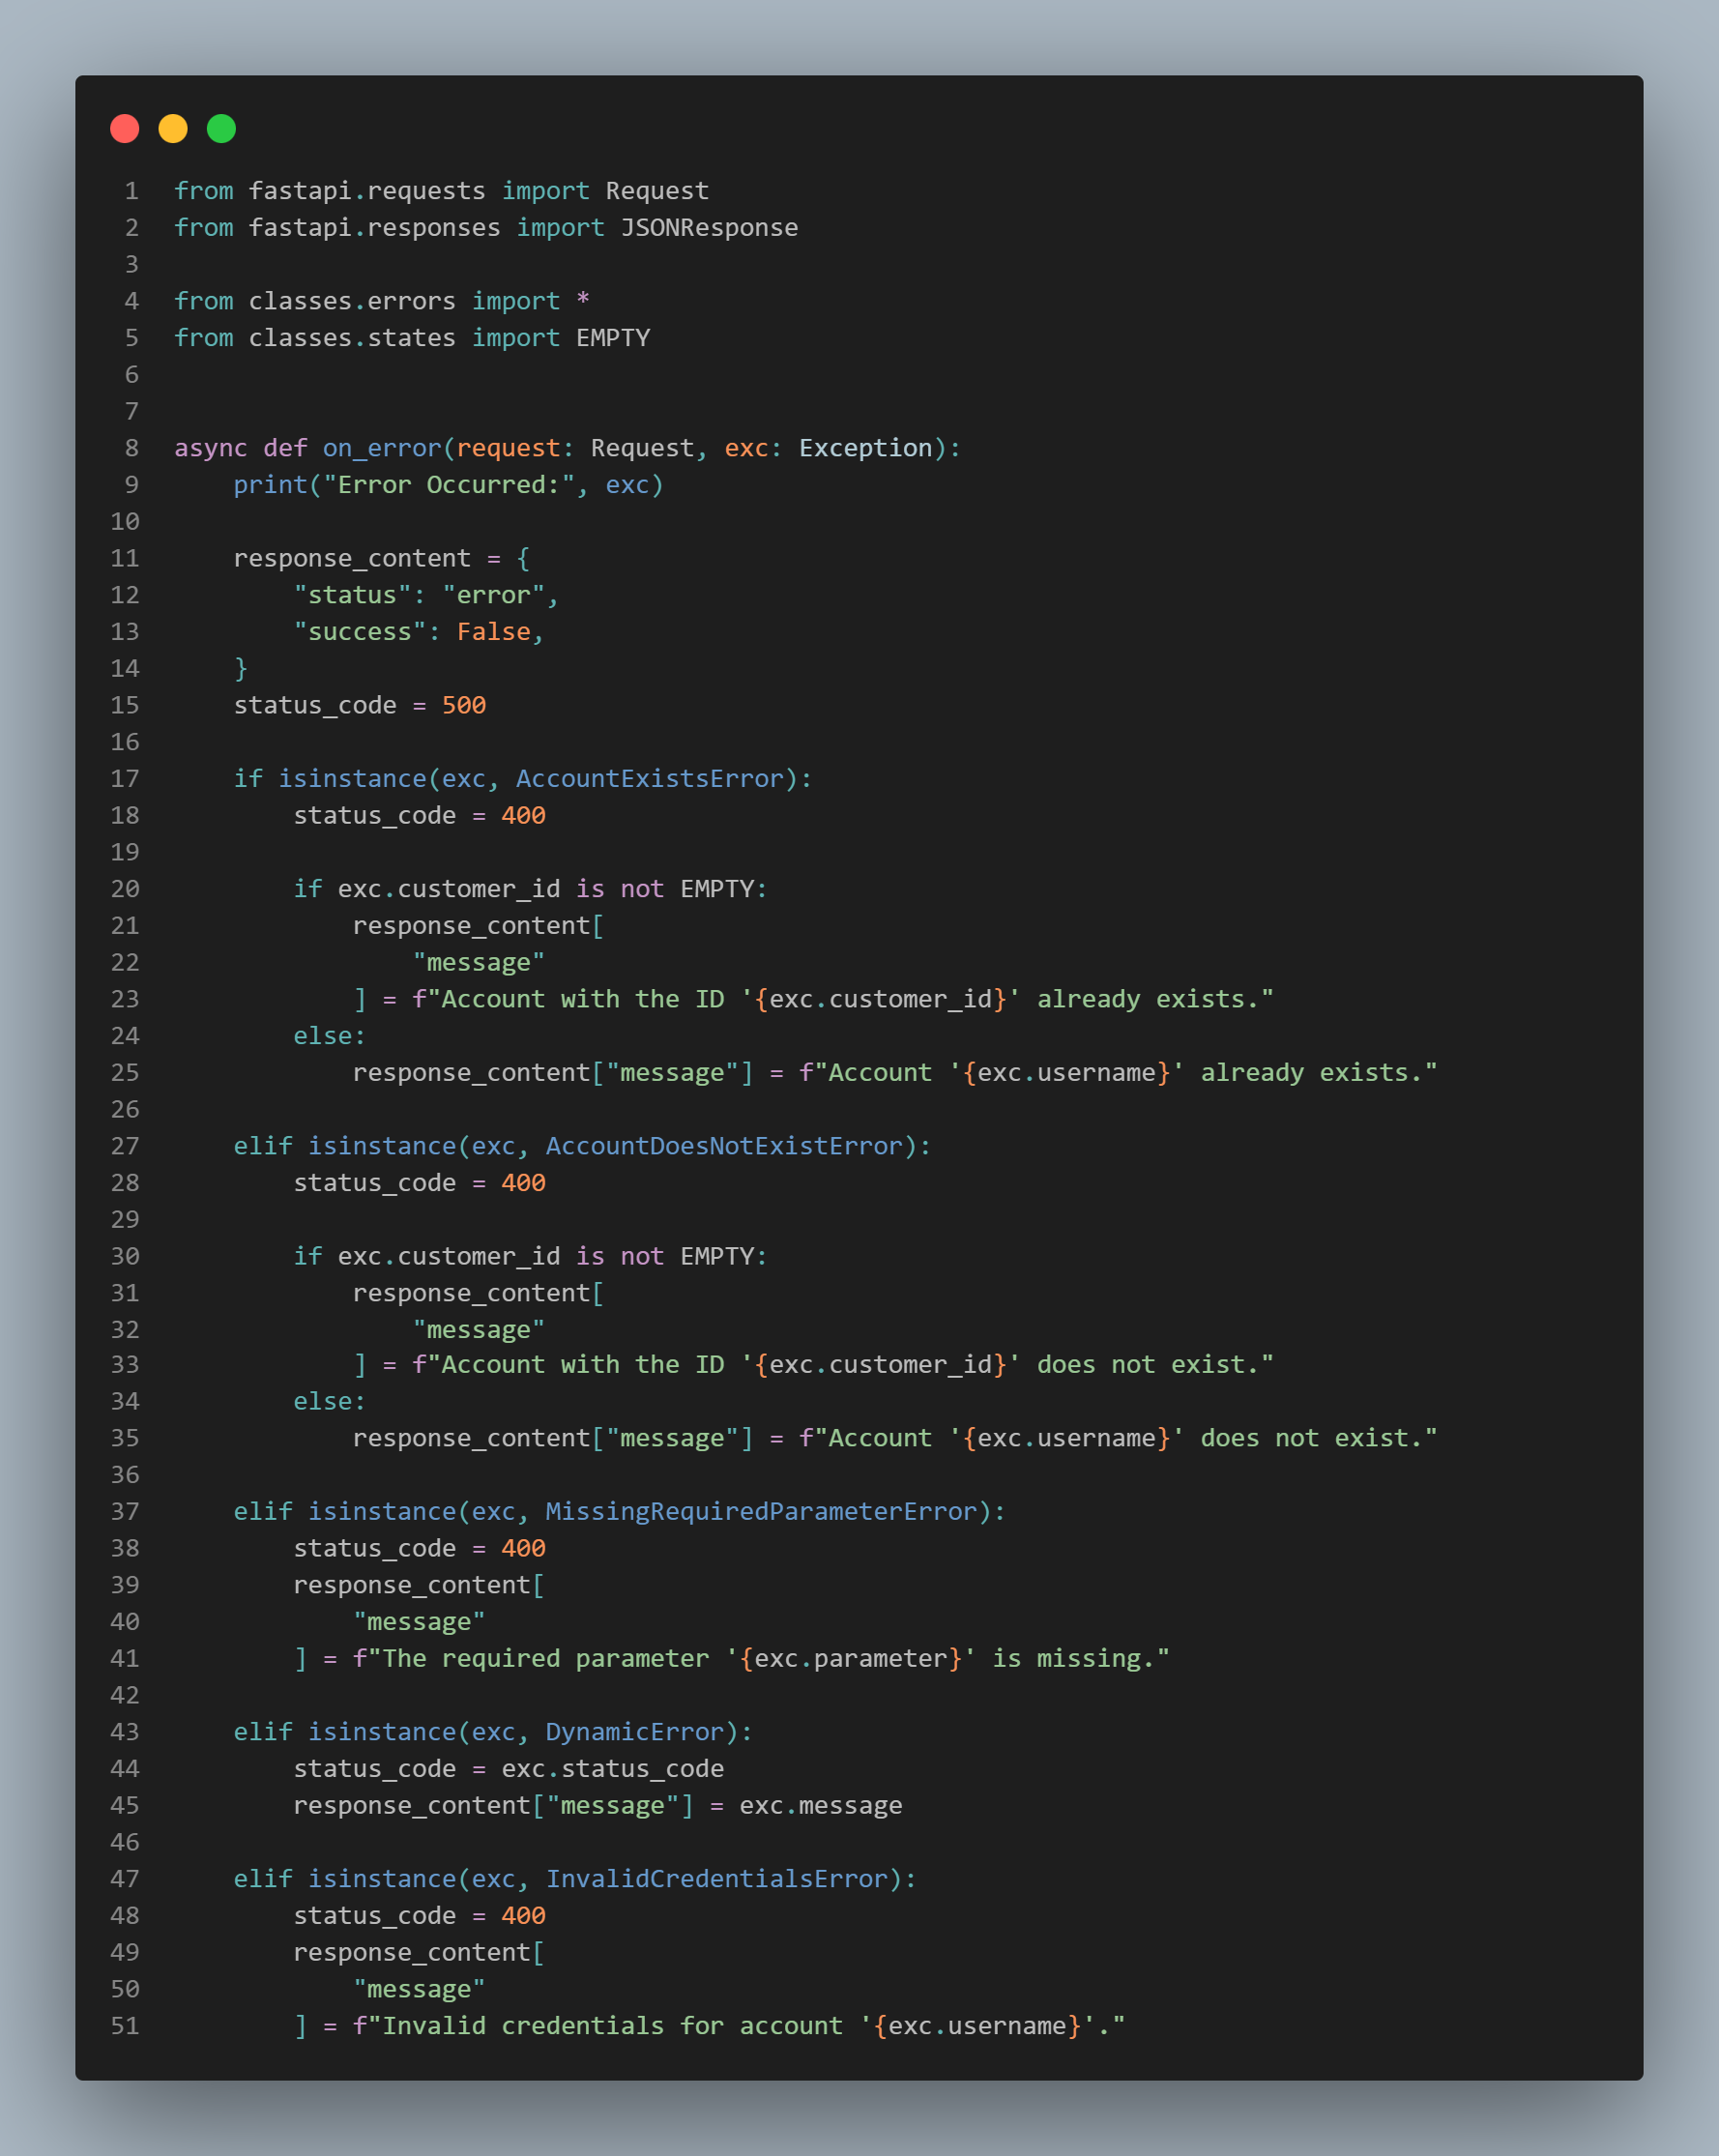 1 from fastapi.requests import Request
2 from fastapi.responses import JSONResponse
3
4 from classes.errors import *
5 from classes.states import EMPTY
6
7
8 async def on_error(request: Request, exc: Exception):
9     print("Error Occurred:", exc)
10
11     response_content = {
12         "status": "error",
13         "success": False,
14     }
15     status_code = 500
16
17     if isinstance(exc, AccountExistsError):
18         status_code = 400
19
20         if exc.customer_id is not EMPTY:
21             response_content[
22                 "message"
23             ] = f"Account with the ID '{exc.customer_id}' already exists."
24         else:
25             response_content["message"] = f"Account '{exc.username}' already exists."
26
27     elif isinstance(exc, AccountDoesNotExistError):
28         status_code = 400
29
30         if exc.customer_id is not EMPTY:
31             response_content[
32                 "message"
33             ] = f"Account with the ID '{exc.customer_id}' does not exist."
34         else:
35             response_content["message"] = f"Account '{exc.username}' does not exist."
36
37     elif isinstance(exc, MissingRequiredParameterError):
38         status_code = 400
39         response_content[
40             "message"
41         ] = f"The required parameter '{exc.parameter}' is missing."
42
43     elif isinstance(exc, DynamicError):
44         status_code = exc.status_code
45         response_content["message"] = exc.message
46
47     elif isinstance(exc, InvalidCredentialsError):
48         status_code = 400
49         response_content[
50             "message"
51         ] = f"Invalid credentials for account '{exc.username}'."